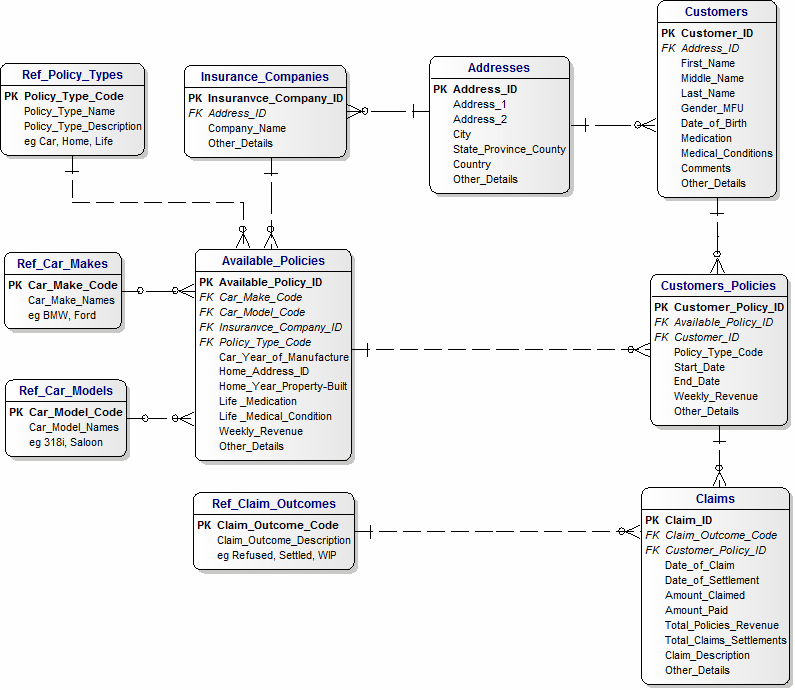 Customers
PK Customer_ID
FK Address_ID
First_Name
Middle_Name
Last_Name
Gender_MFU
Date_of_Birth
Medication
Medical_Conditions
Comments
Other_Details
Addresses
PK Address_ID
Address_1
Address_2
City
State_Province_County
Country
Other_Details
Insurance_Companies
PK Insuranvce_Company_ID
FK Address_ID
Company_Name
Other_Details
Ref_Policy_Types
PK Policy_Type_Code
Policy_Type_Name
Policy_Type_Description
eg Car, Home, Life
Ref_Car_Makes
PK Car_Make_Code
Car_Make_Names
eg BMW, Ford
Available_Policies
PK Available_Policy_ID
FK Car_Make_Code
FK Car_Model_Code
FK Insuranvce_Company_ID
FK Policy_Type_Code
Car_Year_of_Manufacture
Home_Address_ID
Home_Year_Property-Built
Life _Medication
Life _Medical_Condition
Weekly_Revenue
Other_Details
Customers_Policies
PK Customer_Policy_ID
FK Available_Policy_ID
FK Customer_ID
Policy_Type_Code
Start_Date
End_Date
Weekly_Revenue
Other_Details
Ref_Car_Models
PK Car_Model_Code
Car_Model_Names
eg 318i, Saloon
Ref_Claim_Outcomes
PK Claim_Outcome_Code
Claim_Outcome_Description
eg Refused, Settled, WIP
Claims
PK Claim_ID
FK Claim_Outcome_Code
FK Customer_Policy_ID
Date_of_Claim
Date_of_Settlement
Amount_Claimed
Amount_Paid
Total_Policies_Revenue
Total_Claims_Settlements
Claim_Description
Other_Details